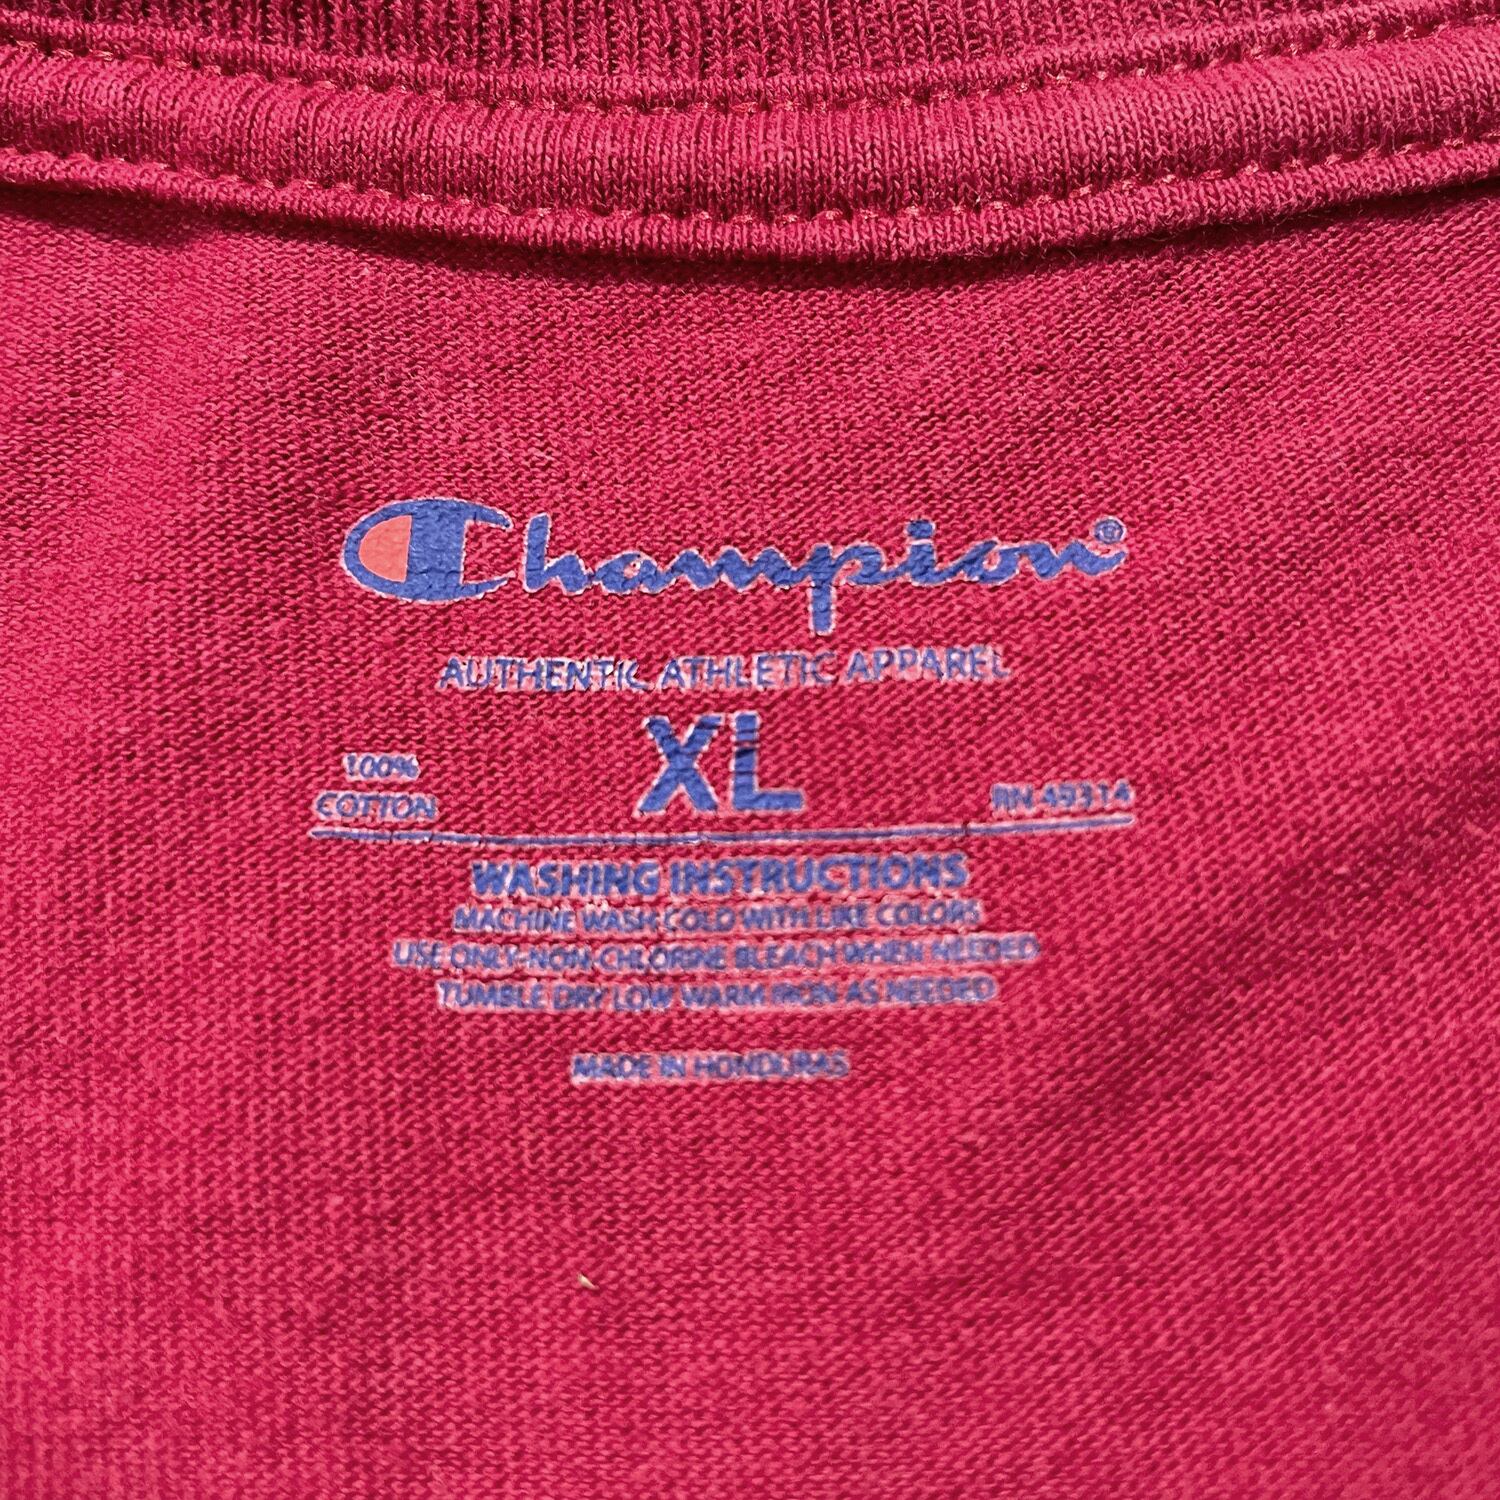 Champion®
AUTHENTIC ATHLETIC APPAREL
XL
100%
COTTON
RN 49314
WASHING INSTRUCTIONS
MACHINE WASH COLD WITH LIKE COLORS
USE ONLY NON-CHLORINE BLEACH WHEN NEEDED
TUMBLE DRY LOW WARM IRON AS NEEDED
MADE IN HONDURAS